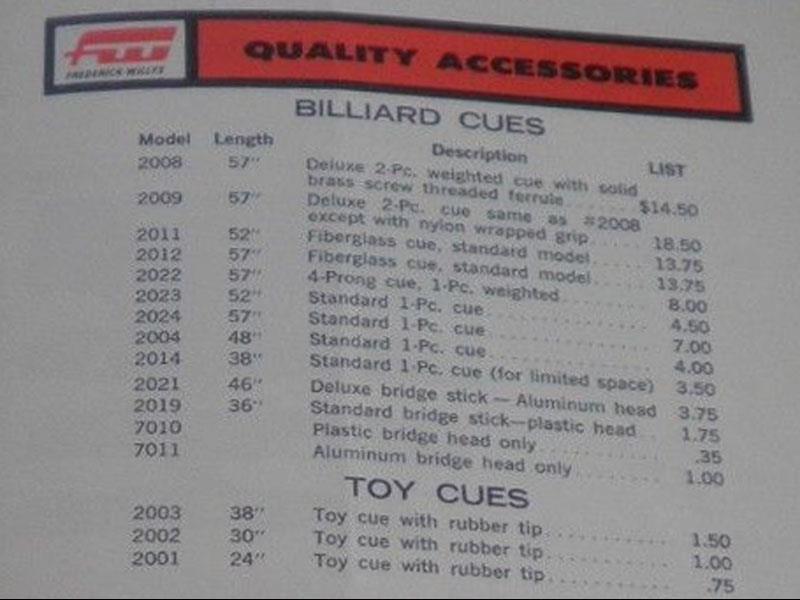 FW
FREDERICK WILLYS
QUALITY ACCESSORIES
BILLIARD CUES
Model Length Description LIST
2008 57" Deluxe 2-Pc. weighted cue with solid
brass screw threaded ferrule $14.50
2009 57" Deluxe 2-Pc. cue same as #2008
except with nylon wrapped grip 18.50
2011 52" Fiberglass cue, standard model 13.75
2012 57" Fiberglass cue, standard model 13.75
2022 57" 4-Prong cue, 1-Pc. weighted 8.00
2023 52" Standard 1-Pc. cue 4.50
2024 57" Standard 1-Pc. cue 7.00
2004 48" Standard 1-Pc. cue 4.00
2014 38" Standard 1-Pc. cue (for limited space) 3.50
2021 46" Deluxe bridge stick — Aluminum head 3.75
2019 36" Standard bridge stick—plastic head 1.75
7010 Plastic bridge head only .35
7011 Aluminum bridge head only 1.00
TOY CUES
2003 38" Toy cue with rubber tip 1.50
2002 30" Toy cue with rubber tip 1.00
2001 24" Toy cue with rubber tip .75